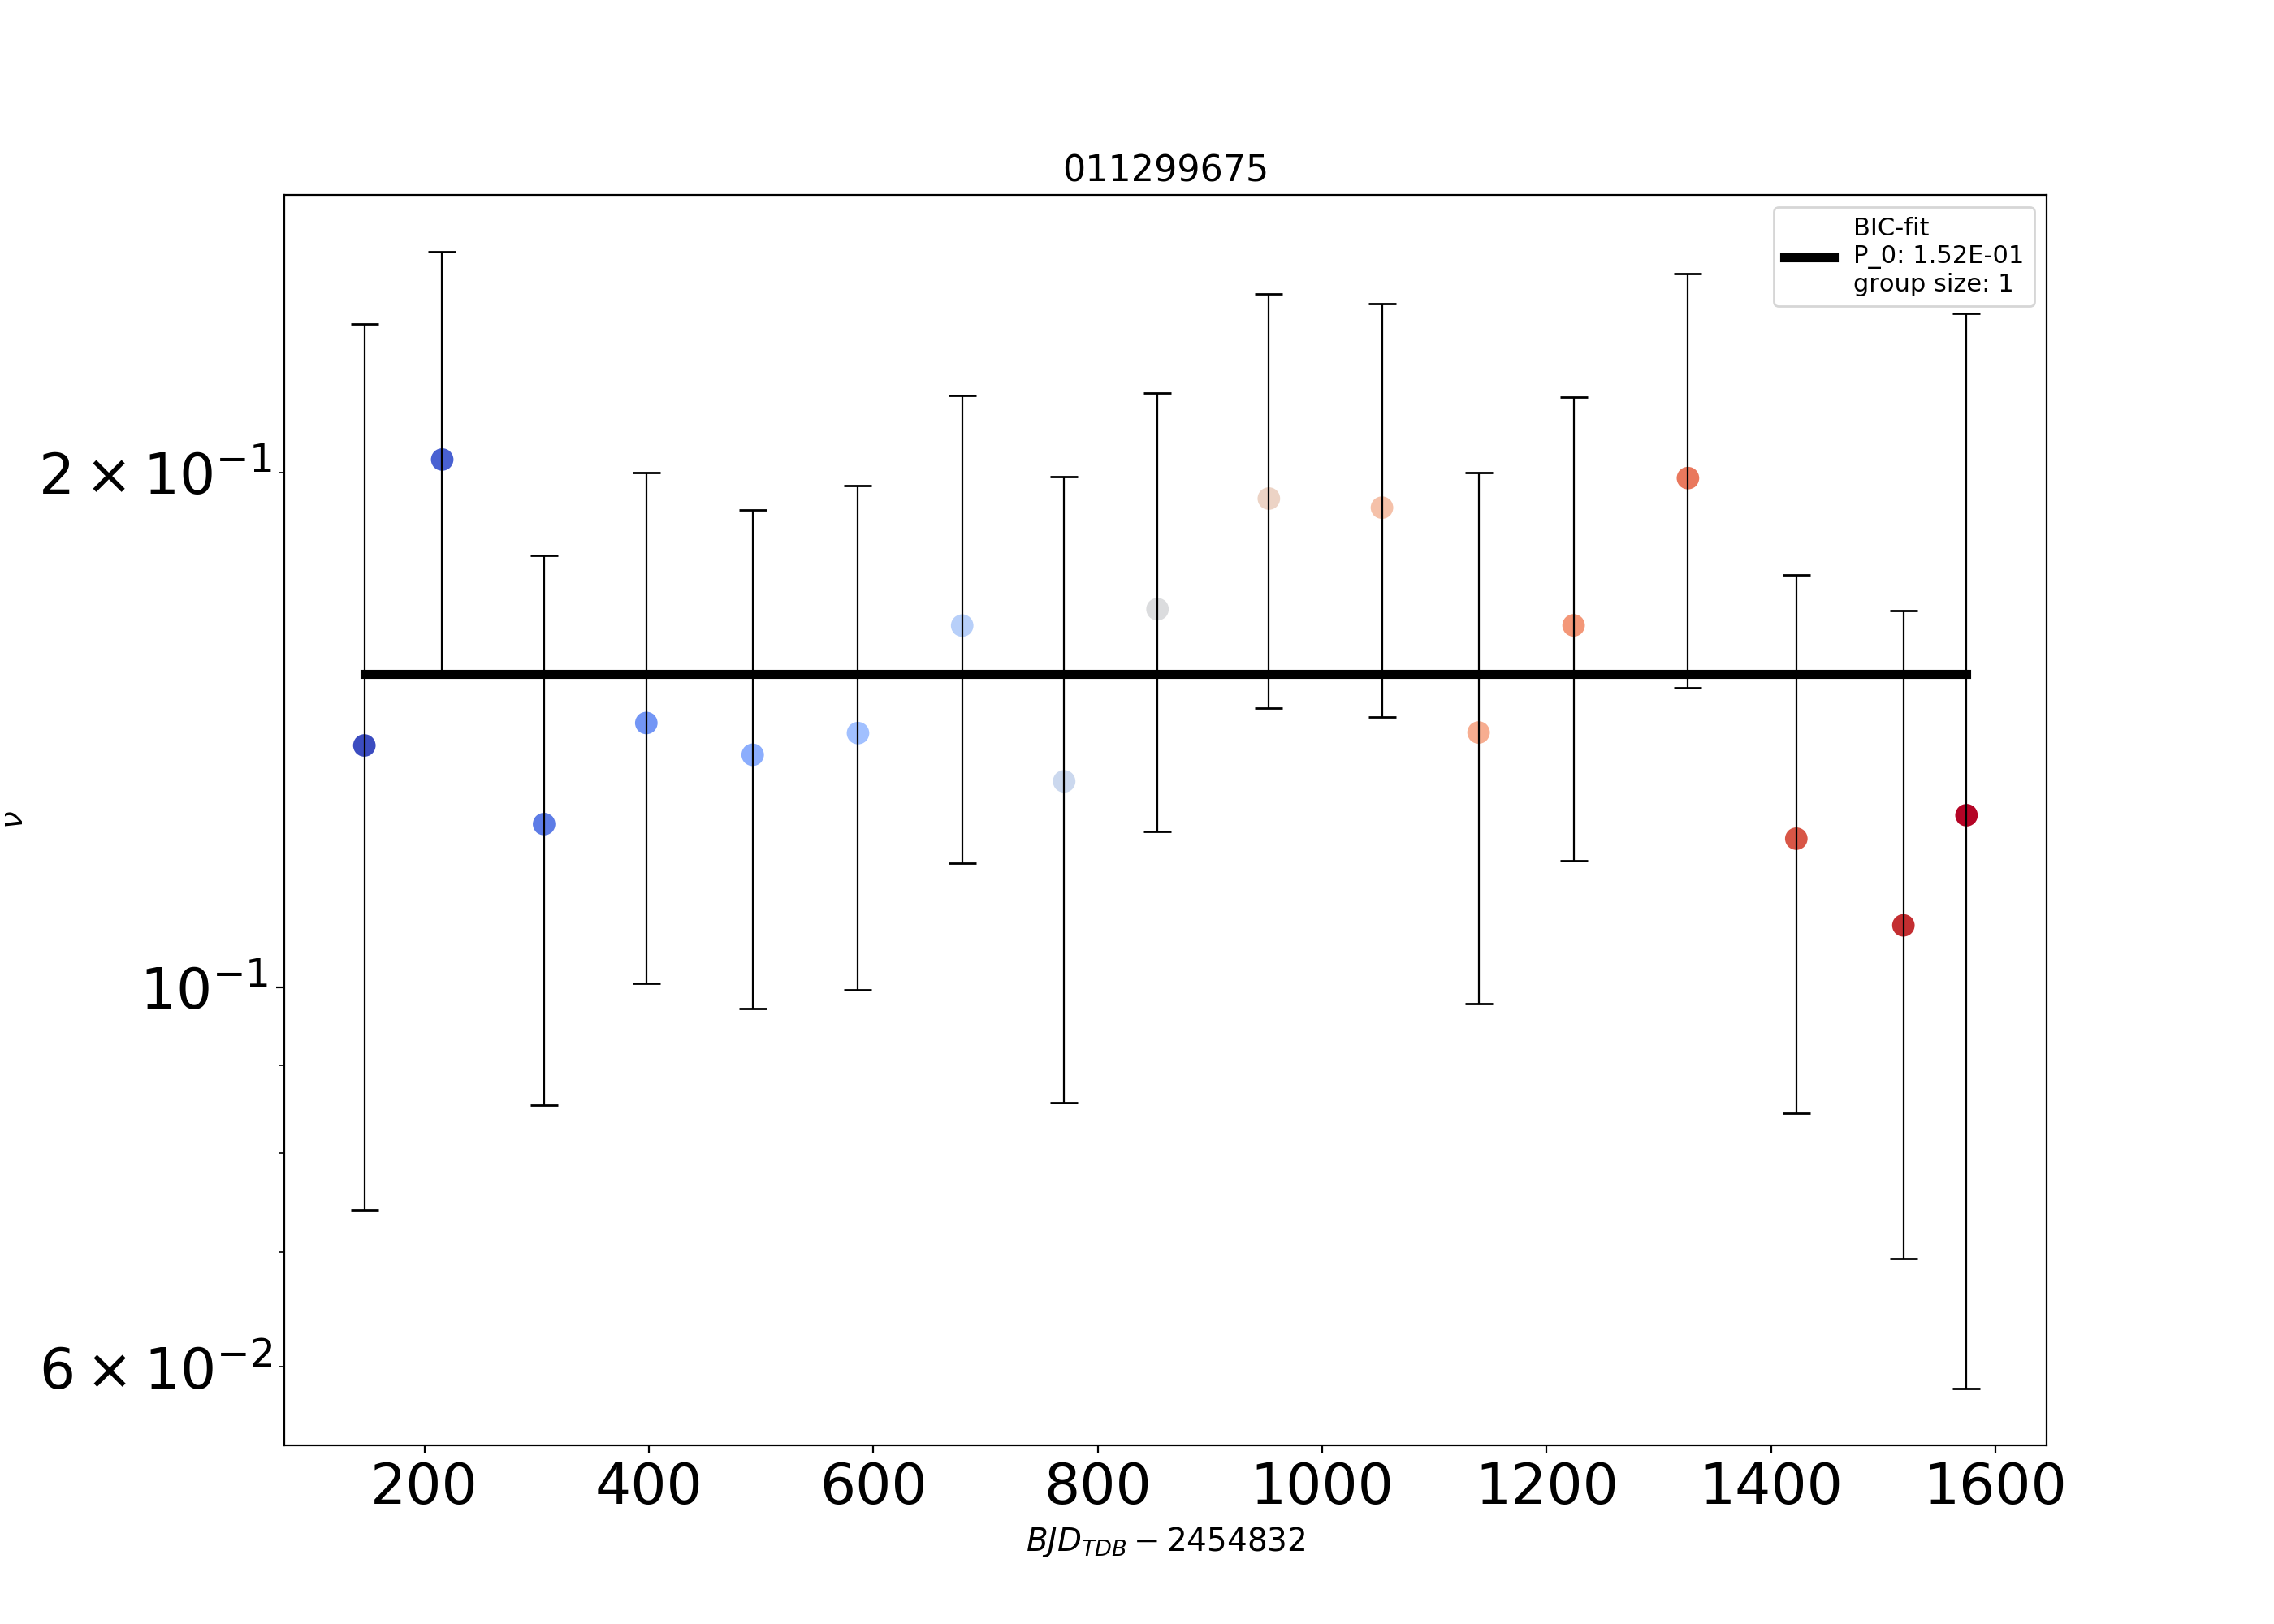 011299675
BIC-fit
P_0: 1.52E-01
group size: 1
2 × 10⁻¹
10⁻¹
6 × 10⁻²
ν
200 400 600 800 1000 1200 1400 1600
BJD_TDB − 2454832